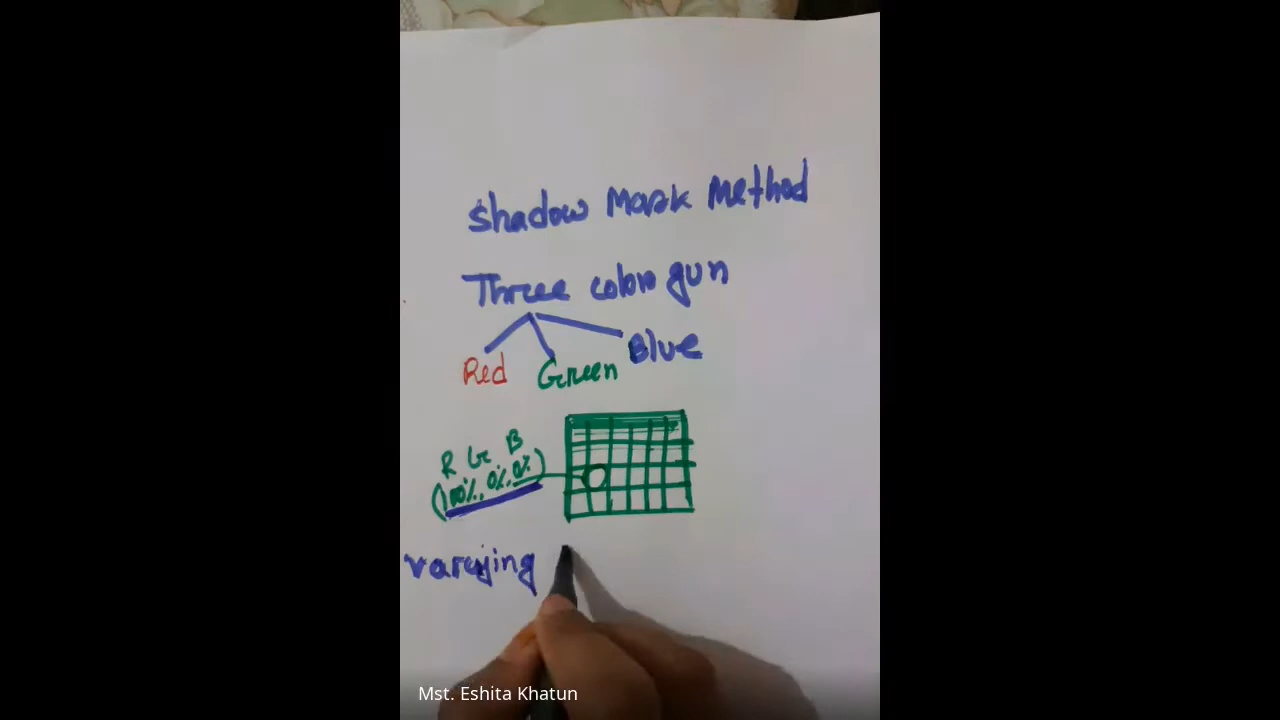 Shadow Mask Method
Three color gun
Red Green Blue
R G B
(100%, 0%, 0%)
varying
Mst. Eshita Khatun